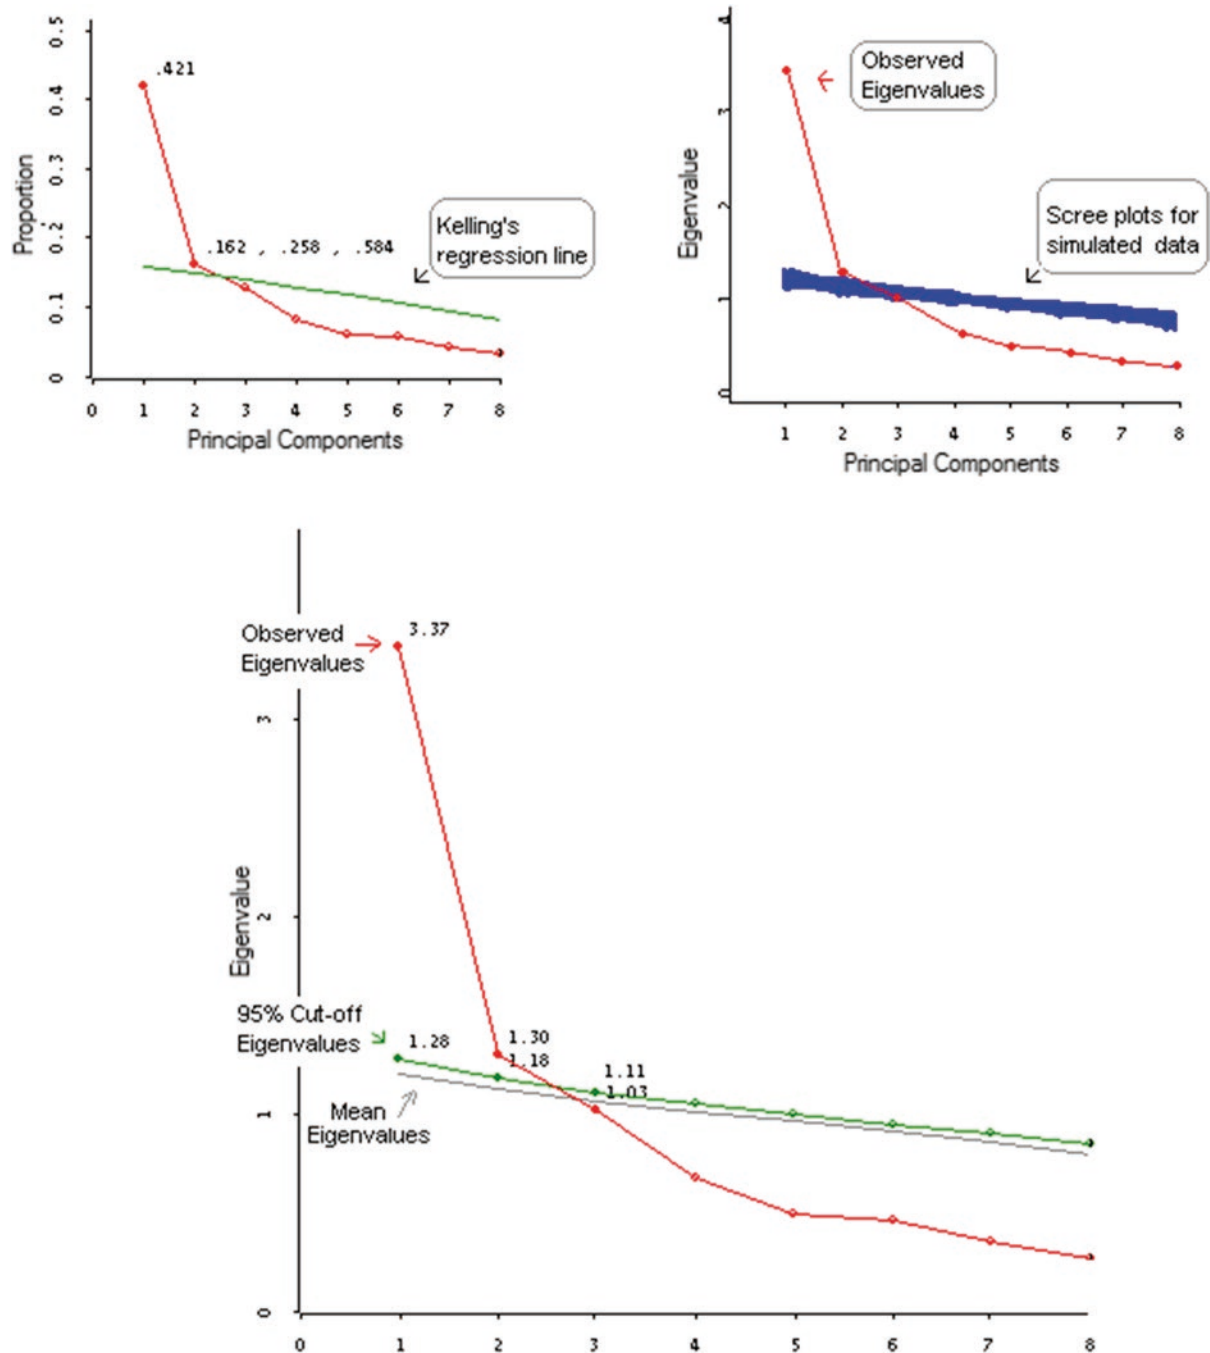 0.5
0.4
0.3
0.2
0.1
0
Proportion
.421
.162 , .258 , .584
Kelling's
regression line
0 1 2 3 4 5 6 7 8
Principal Components
4
3
2
1
0
Eigenvalue
Observed
Eigenvalues
Scree plots for
simulated data
1 2 3 4 5 6 7 8
Principal Components
Observed
Eigenvalues
3.37
3
2
1
0
Eigenvalue
95% Cut-off
Eigenvalues
1.28
1.30
1.18
1.11
1.03
Mean
Eigenvalues
0 1 2 3 4 5 6 7 8